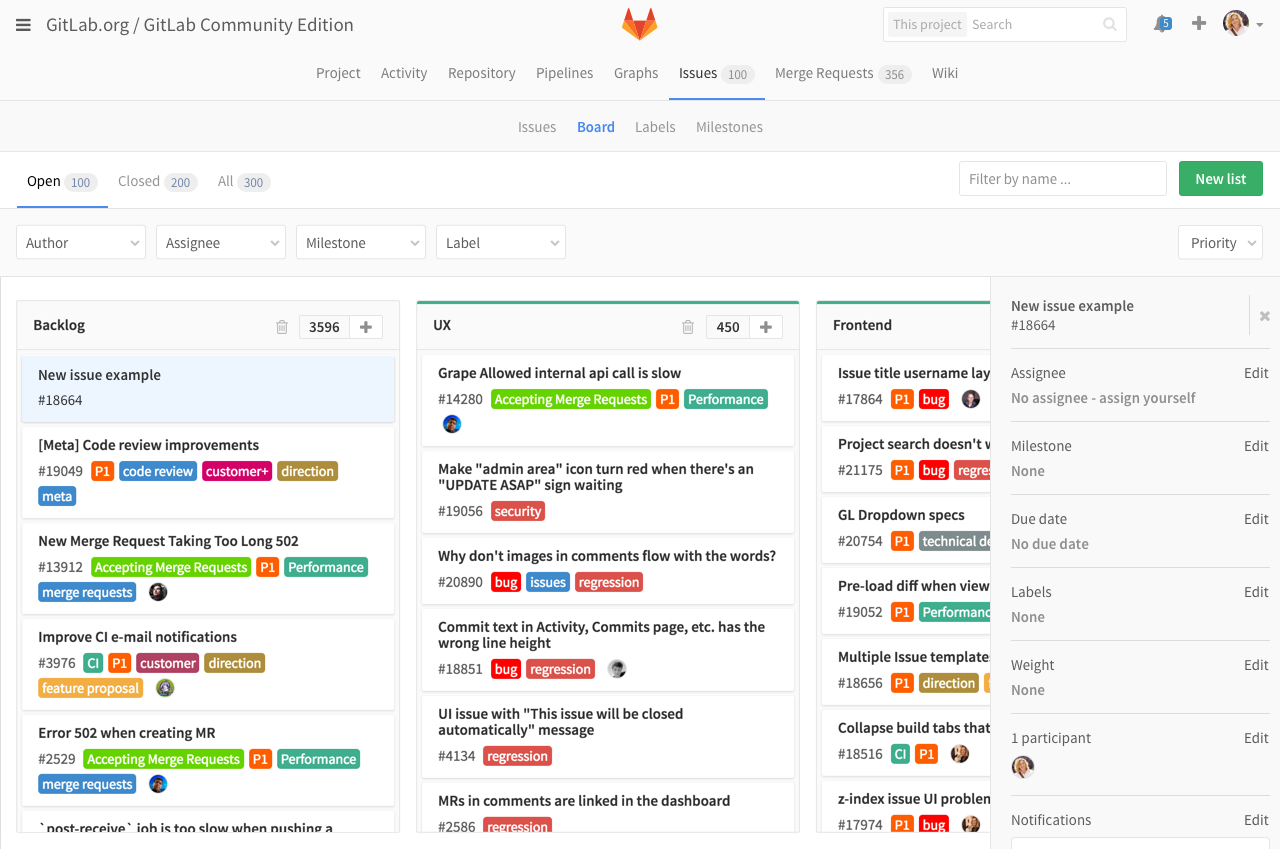 GitLab.org / GitLab Community Edition
This project Search
5
Project Activity Repository Pipelines Graphs Issues 100 Merge Requests 356 Wiki
Issues Board Labels Milestones
Open 100 Closed 200 All 300
Filter by name ...
New list
Author Assignee Milestone Label Priority
Backlog 3596
New issue example
#18664
[Meta] Code review improvements
#19049 P1 code review customer+ direction
meta
New Merge Request Taking Too Long 502
#13912 Accepting Merge Requests P1 Performance
merge requests
Improve CI e-mail notifications
#3976 CI P1 customer direction
feature proposal
Error 502 when creating MR
#2529 Accepting Merge Requests P1 Performance
merge requests
`post-receive` job is too slow when pushing a
UX 450
Grape Allowed internal api call is slow
#14280 Accepting Merge Requests P1 Performance
Make "admin area" icon turn red when there's an
"UPDATE ASAP" sign waiting
#19056 security
Why don't images in comments flow with the words?
#20890 bug issues regression
Commit text in Activity, Commits page, etc. has the
wrong line height
#18851 bug regression
UI issue with "This issue will be closed
automatically" message
#4134 regression
MRs in comments are linked in the dashboard
#2586 regression
Frontend
Issue title username lay
#17864 P1 bug
Project search doesn't w
#21175 P1 bug regres
GL Dropdown specs
#20754 P1 technical de
Pre-load diff when view
#19052 P1 Performanc
Multiple Issue templates
#18656 P1 direction
Collapse build tabs that
#18516 CI P1
z-index issue UI problem
#17974 P1 bug
New issue example
#18664
Assignee Edit
No assignee - assign yourself
Milestone Edit
None
Due date Edit
No due date
Labels Edit
None
Weight Edit
None
1 participant Edit
Notifications Edit